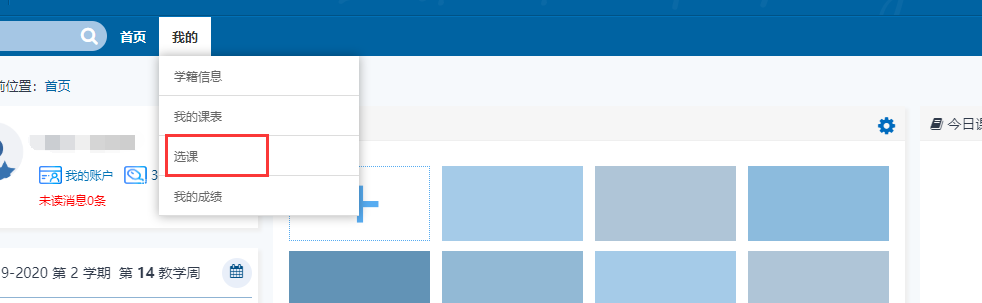 首页 我的
前位置：首页
学籍信息
我的课表
选课
我的成绩
我的账户 3
未读消息0条
9-2020 第 2 学期 第 14 教学周
今日课